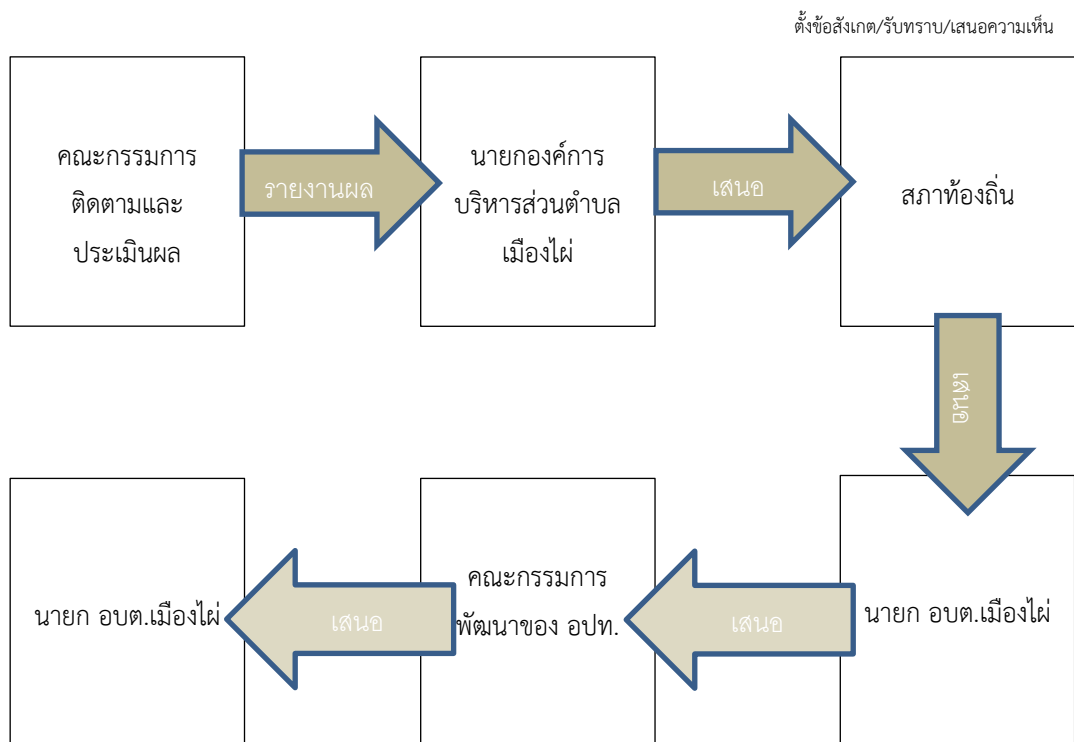 ตั้งข้อสังเกต/รับทราบ/เสนอความเห็น
คณะกรรมการ
ติดตามและ
ประเมินผล
รายงานผล
นายกองค์การ
บริหารส่วนตำบล
เมืองไผ่
เสนอ
สภาท้องถิ่น
เสนอ
นายก อบต.เมืองไผ่
เสนอ
คณะกรรมการ
พัฒนาของ อปท.
เสนอ
นายก อบต.เมืองไผ่